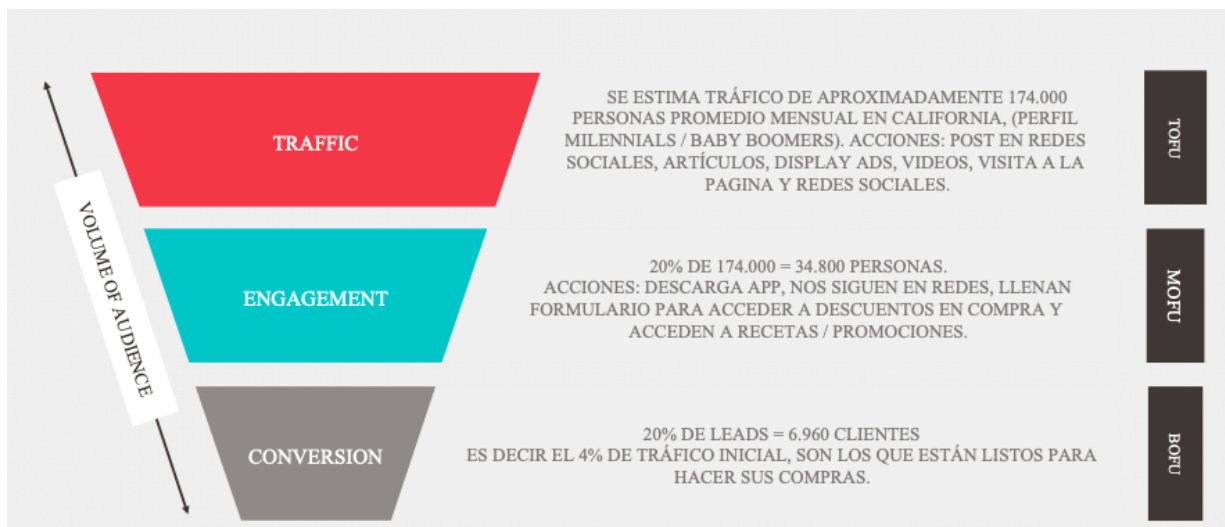 VOLUME OF AUDIENCE
TRAFFIC
SE ESTIMA TRÁFICO DE APROXIMADAMENTE 174.000
PERSONAS PROMEDIO MENSUAL EN CALIFORNIA, (PERFIL
MILENNIALS / BABY BOOMERS). ACCIONES: POST EN REDES
SOCIALES, ARTÍCULOS, DISPLAY ADS, VIDEOS, VISITA A LA
PAGINA Y REDES SOCIALES.
TOFU
ENGAGEMENT
20% DE 174.000 = 34.800 PERSONAS.
ACCIONES: DESCARGA APP, NOS SIGUEN EN REDES, LLENAN
FORMULARIO PARA ACCEDER A DESCUENTOS EN COMPRA Y
ACCEDEN A RECETAS / PROMOCIONES.
MOFU
CONVERSION
20% DE LEADS = 6.960 CLIENTES
ES DECIR EL 4% DE TRÁFICO INICIAL, SON LOS QUE ESTÁN LISTOS PARA
HACER SUS COMPRAS.
BOFU